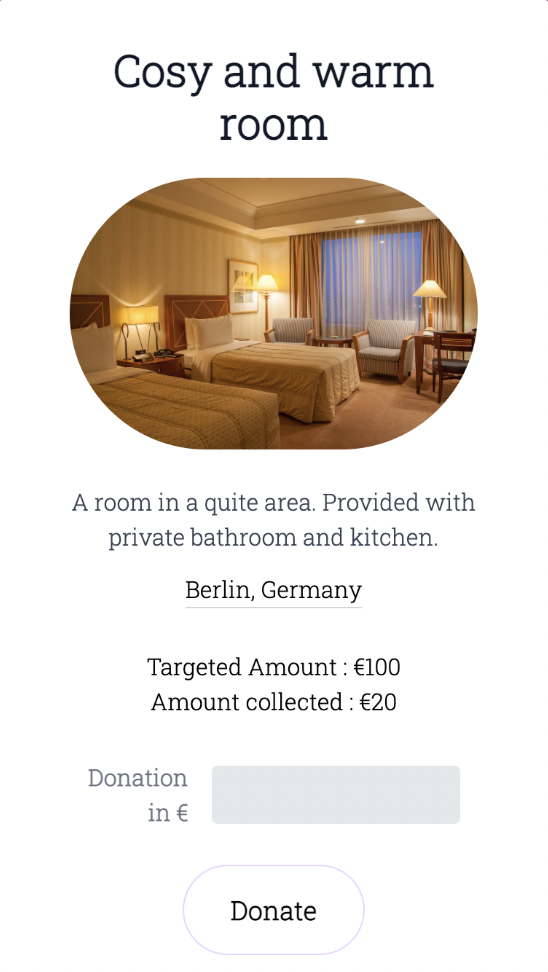 Cosy and warm
room
A room in a quite area. Provided with
private bathroom and kitchen.
Berlin, Germany
Targeted Amount : €100
Amount collected : €20
Donation
in €
Donate